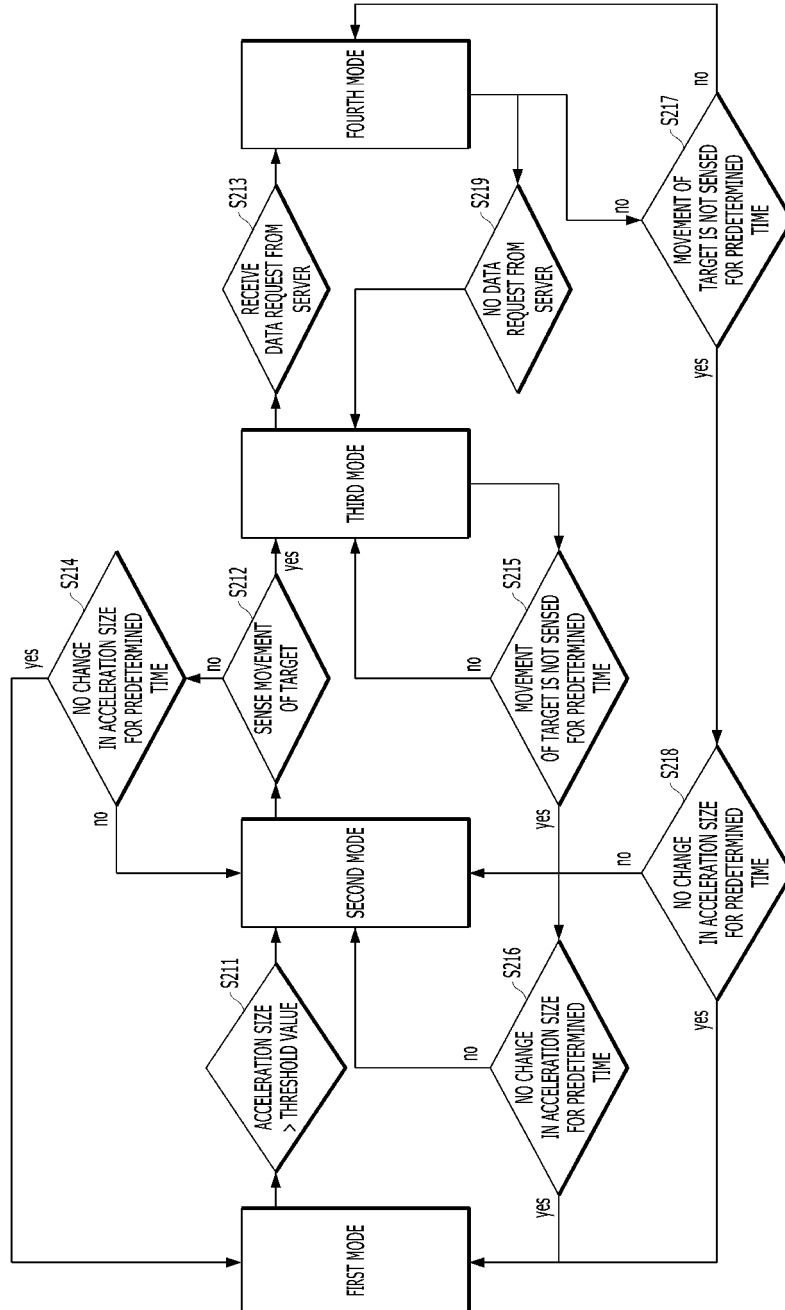 FIRST MODE
S211
ACCELERATION SIZE
> THRESHOLD VALUE
SECOND MODE
S212
SENSE MOVEMENT
OF TARGET
no
yes
S214
NO CHANGE
IN ACCELERATION SIZE
FOR PREDETERMINED
TIME
no
yes
THIRD MODE
S213
RECEIVE
DATA REQUEST FROM
SERVER
FOURTH MODE
S219
NO DATA
REQUEST FROM
SERVER
S216
NO CHANGE
IN ACCELERATION SIZE
FOR PREDETERMINED
TIME
no
yes
S215
MOVEMENT
OF TARGET IS NOT SENSED
FOR PREDETERMINED
TIME
no
yes
S218
NO CHANGE
IN ACCELERATION SIZE
FOR PREDETERMINED
TIME
no
yes
S217
MOVEMENT OF
TARGET IS NOT SENSED
FOR PREDETERMINED
TIME
no
no
yes